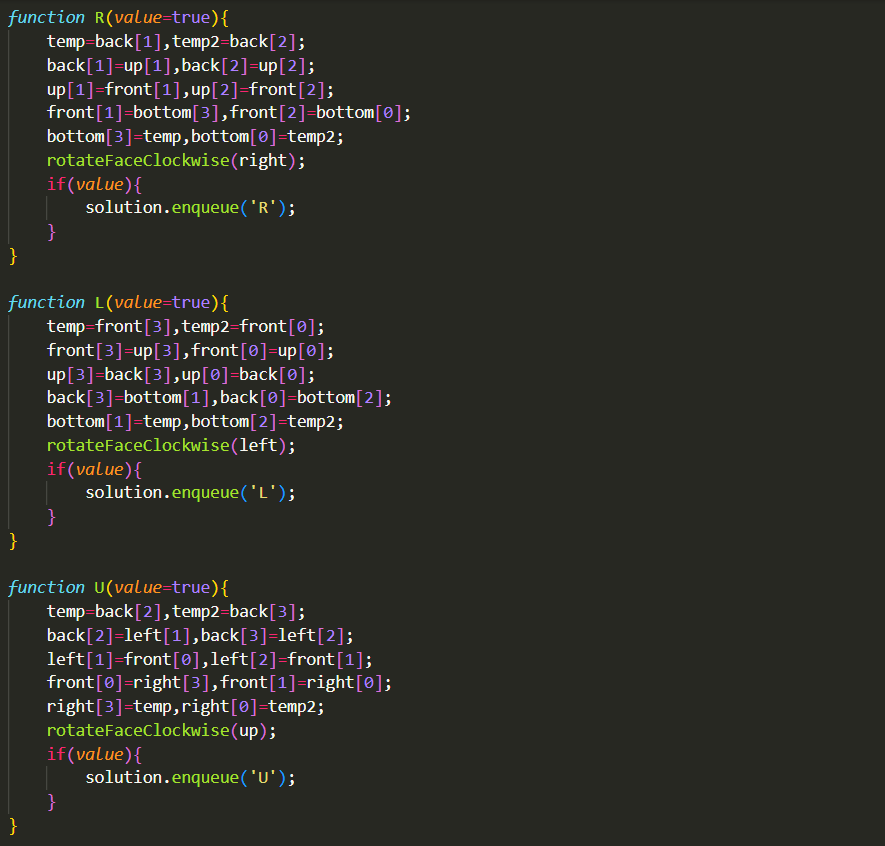 function R(value=true){
    temp=back[1],temp2=back[2];
    back[1]=up[1],back[2]=up[2];
    up[1]=front[1],up[2]=front[2];
    front[1]=bottom[3],front[2]=bottom[0];
    bottom[3]=temp,bottom[0]=temp2;
    rotateFaceClockwise(right);
    if(value){
        solution.enqueue('R');
    }
}

function L(value=true){
    temp=front[3],temp2=front[0];
    front[3]=up[3],front[0]=up[0];
    up[3]=back[3],up[0]=back[0];
    back[3]=bottom[1],back[0]=bottom[2];
    bottom[1]=temp,bottom[2]=temp2;
    rotateFaceClockwise(left);
    if(value){
        solution.enqueue('L');
    }
}

function U(value=true){
    temp=back[2],temp2=back[3];
    back[2]=left[1],back[3]=left[2];
    left[1]=front[0],left[2]=front[1];
    front[0]=right[3],front[1]=right[0];
    right[3]=temp,right[0]=temp2;
    rotateFaceClockwise(up);
    if(value){
        solution.enqueue('U');
    }
}